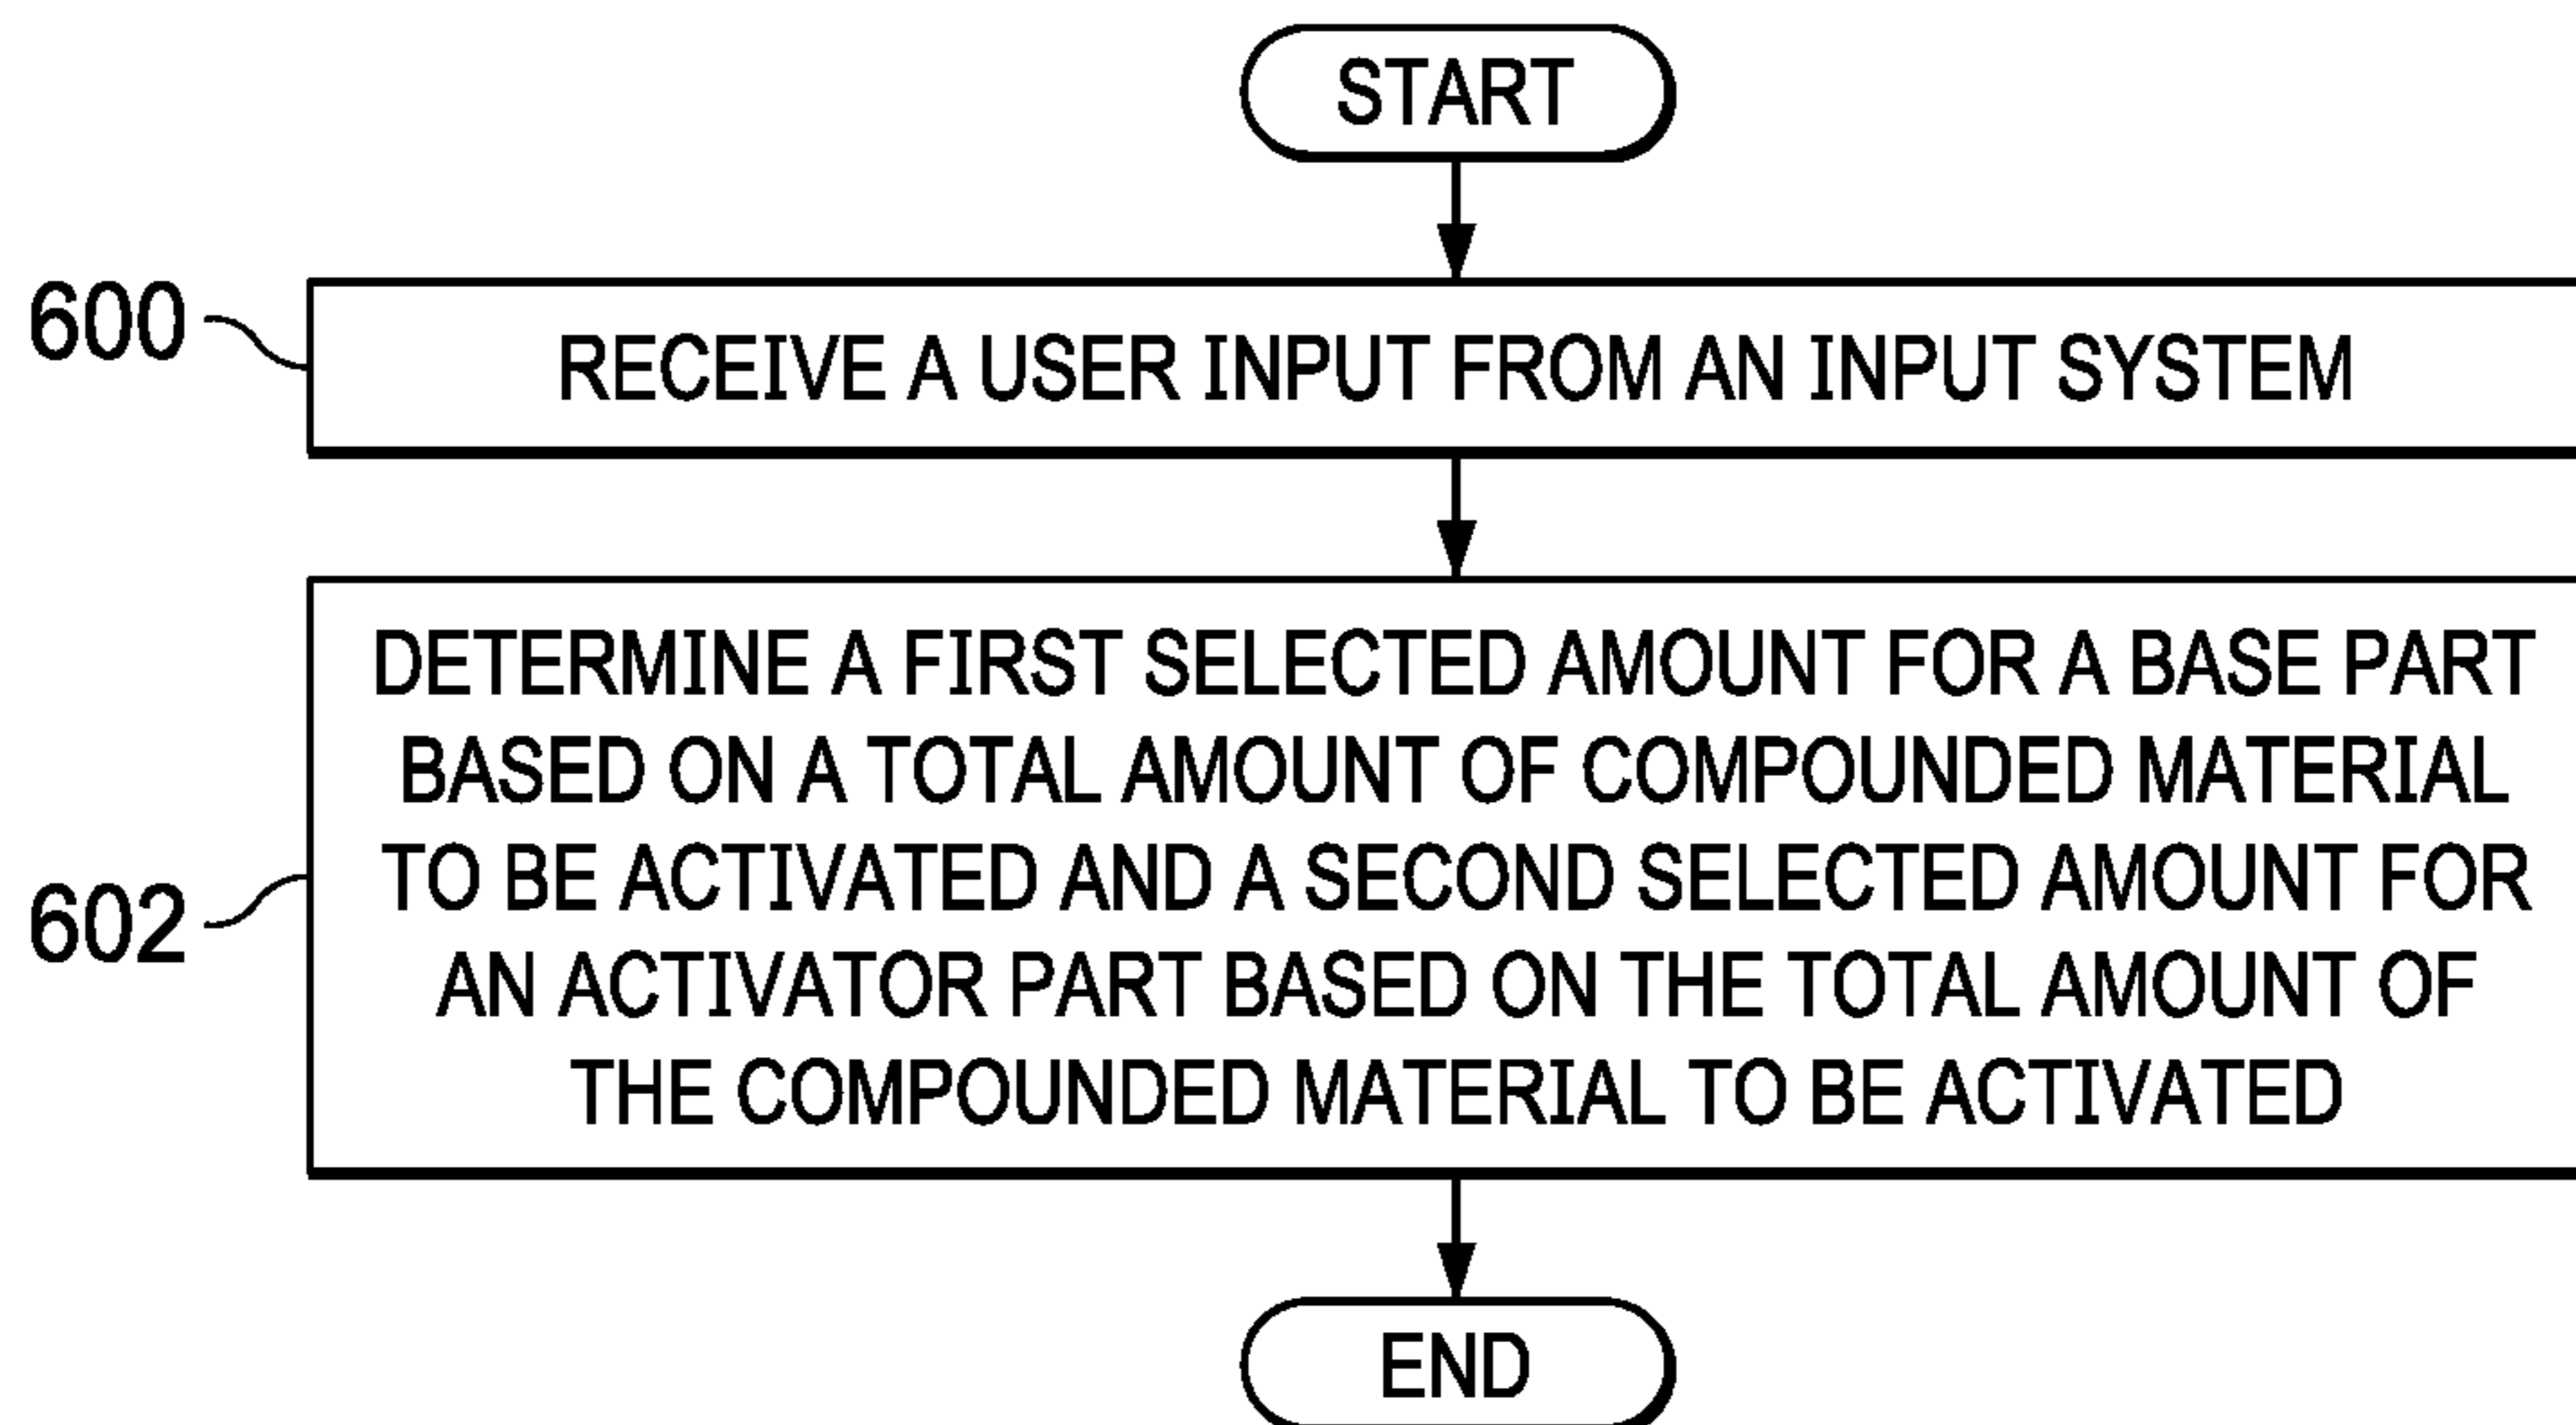 START
600
RECEIVE A USER INPUT FROM AN INPUT SYSTEM
DETERMINE A FIRST SELECTED AMOUNT FOR A BASE PART
BASED ON A TOTAL AMOUNT OF COMPOUNDED MATERIAL
TO BE ACTIVATED AND A SECOND SELECTED AMOUNT FOR
602
AN ACTIVATOR PART BASED ON THE TOTAL AMOUNT OF
THE COMPOUNDED MATERIAL TO BE ACTIVATED
END